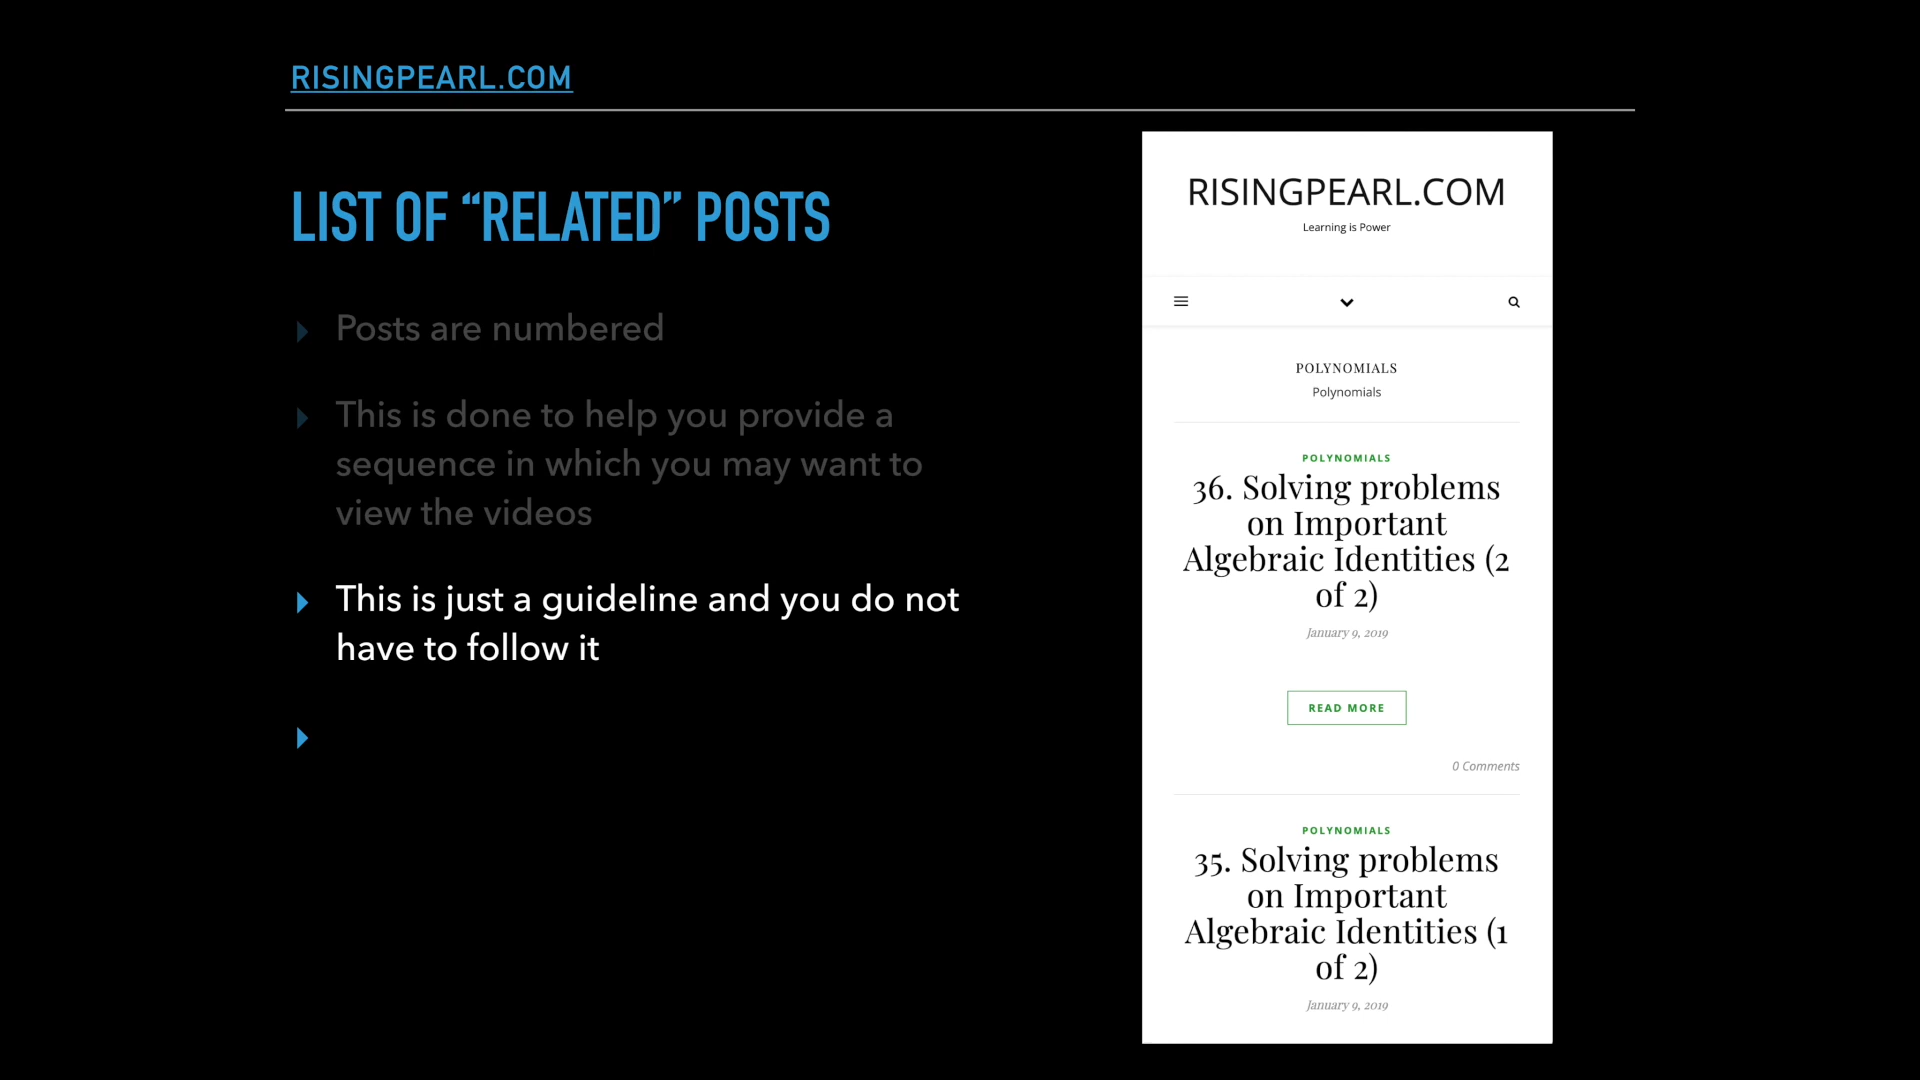 RISINGPEARL.COM
LIST OF “RELATED” POSTS
Posts are numbered
This is done to help you provide a
sequence in which you may want to
view the videos
This is just a guideline and you do not
have to follow it
RISINGPEARL.COM
Learning is Power
POLYNOMIALS
Polynomials
POLYNOMIALS
36. Solving problems
on Important
Algebraic Identities (2
of 2)
January 9, 2019
READ MORE
0 Comments
POLYNOMIALS
35. Solving problems
on Important
Algebraic Identities (1
of 2)
January 9, 2019